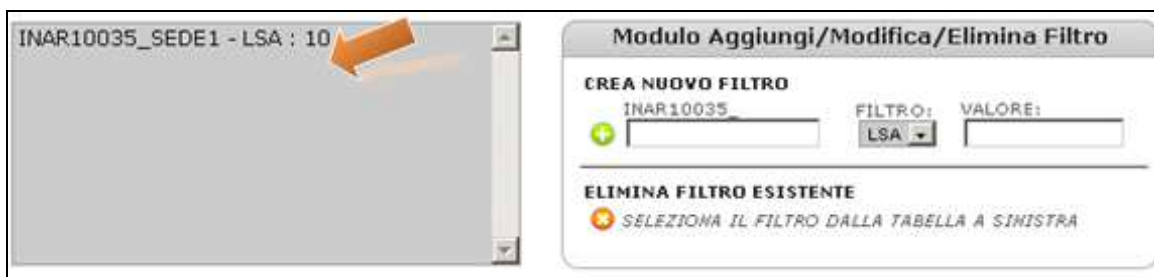 INAR10035_SEDE1 - LSA : 10
Modulo Aggiungi/Modifica/Elimina Filtro
CREA NUOVO FILTRO
INAR10035_ FILTRO: VALORE:
LSA
ELIMINA FILTRO ESISTENTE
SELEZIONA IL FILTRO DALLA TABELLA A SINISTRA